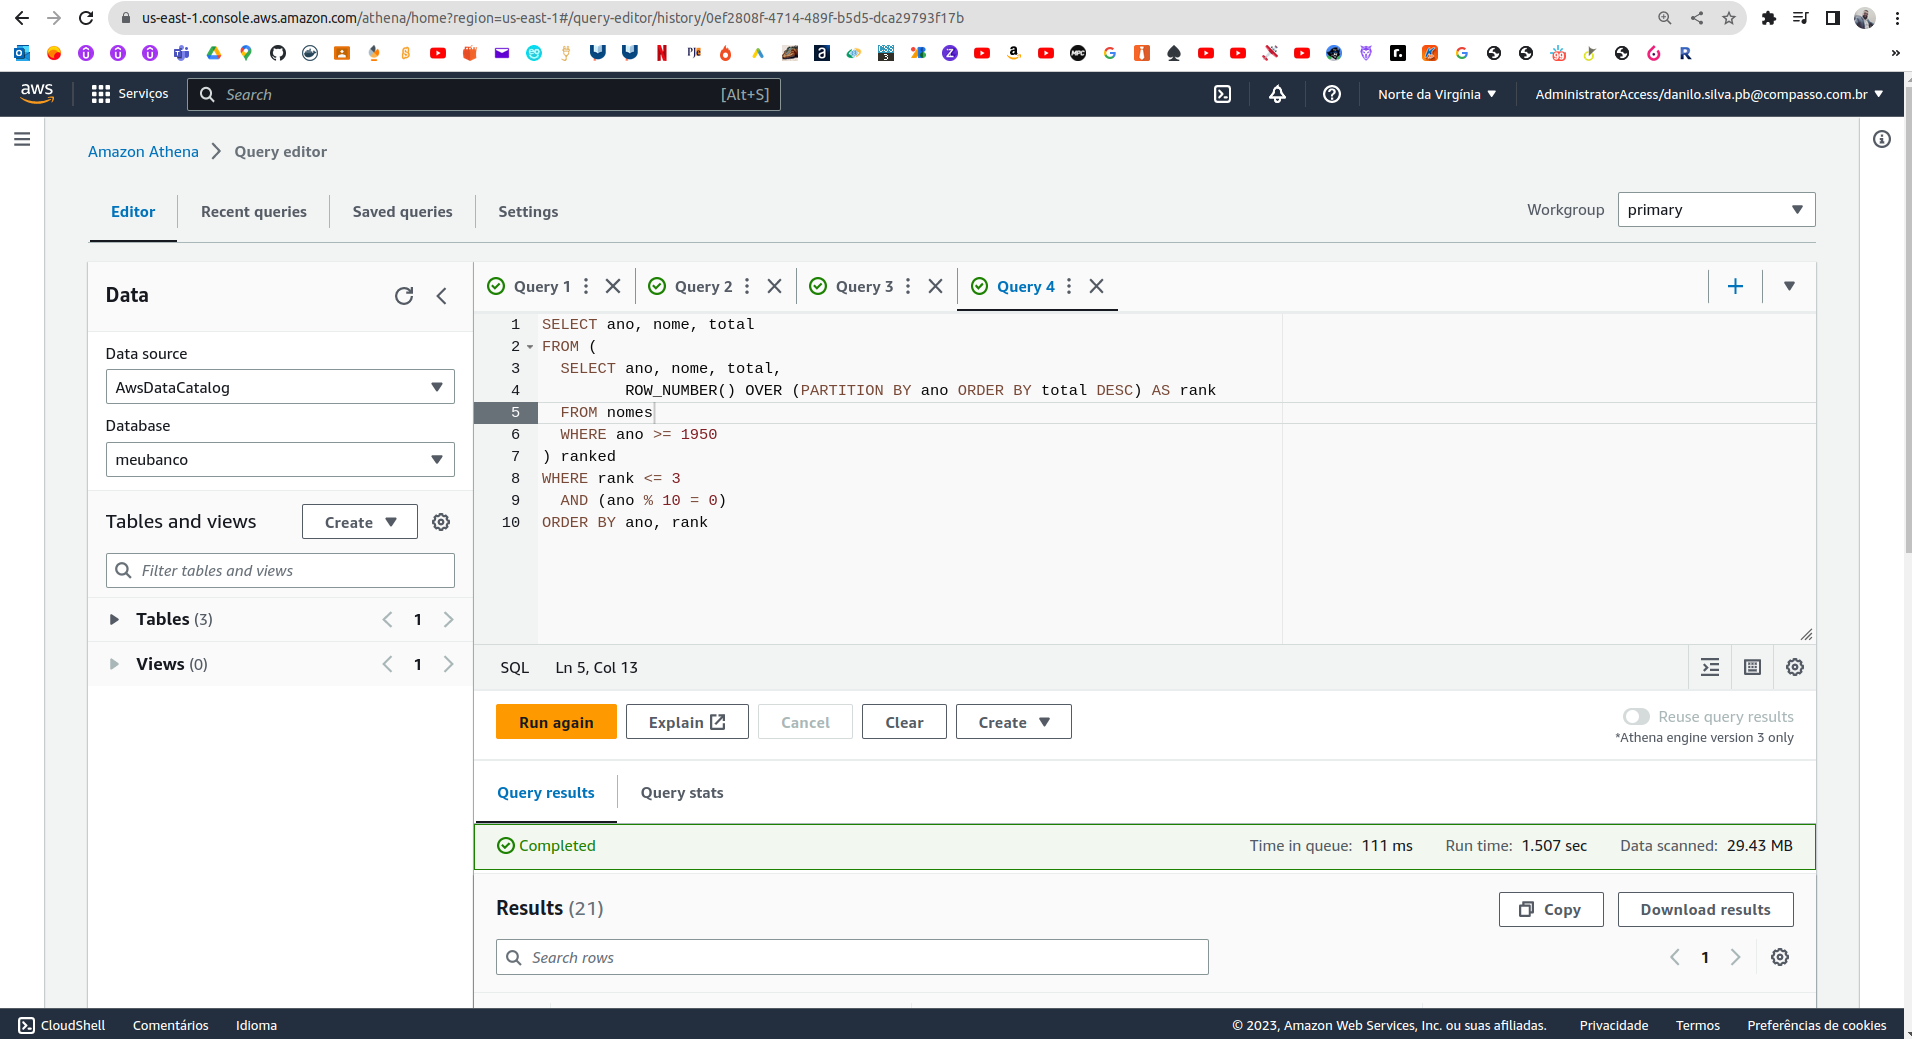 us-east-1.console.aws.amazon.com/athena/home?region=us-east-1#/query-editor/history/0ef2808f-4714-489f-b5d5-dca29793f17b
aws
Serviços
Search
[Alt+S]
Norte da Virgínia
AdministratorAccess/danilo.silva.pb@compasso.com.br
Amazon Athena
Query editor
Editor
Recent queries
Saved queries
Settings
Workgroup
primary
Data
Data source
AwsDataCatalog
Database
meubanco
Tables and views
Create
Filter tables and views
Tables (3)
1
Views (0)
1
Query 1
Query 2
Query 3
Query 4
1 SELECT ano, nome, total
2 FROM (
3 SELECT ano, nome, total,
4 ROW_NUMBER() OVER (PARTITION BY ano ORDER BY total DESC) AS rank
5 FROM nomes
6 WHERE ano >= 1950
7 ) ranked
8 WHERE rank <= 3
9 AND (ano % 10 = 0)
10 ORDER BY ano, rank
SQL
Ln 5, Col 13
Run again
Explain
Cancel
Clear
Create
Reuse query results
*Athena engine version 3 only
Query results
Query stats
Completed
Time in queue: 111 ms
Run time: 1.507 sec
Data scanned: 29.43 MB
Results (21)
Copy
Download results
Search rows
1
CloudShell
Comentários
Idioma
© 2023, Amazon Web Services, Inc. ou suas afiliadas.
Privacidade
Termos
Preferências de cookies